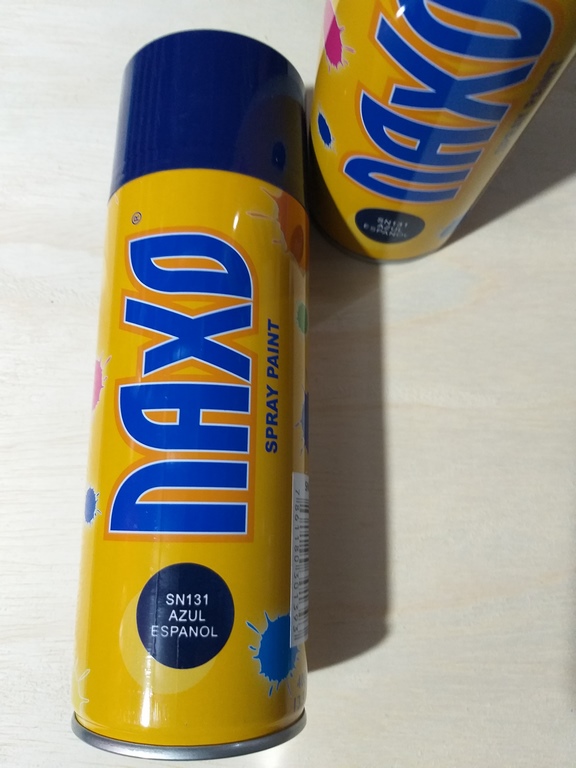 ®
NAXO
SPRAY PAINT
SN131
AZUL
ESPANOL
NAXO
SN131
AZUL
ESPANOL